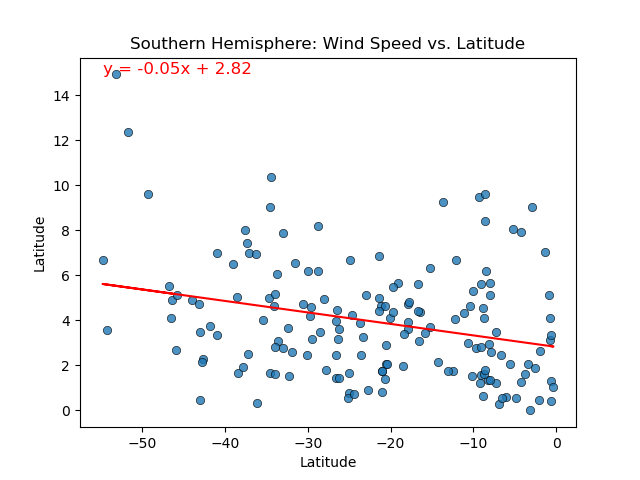 Southern Hemisphere: Wind Speed vs. Latitude
y = -0.05x + 2.82
14
12
10
8
6
4
2
0
Latitude
−50 −40 −30 −20 −10 0
Latitude